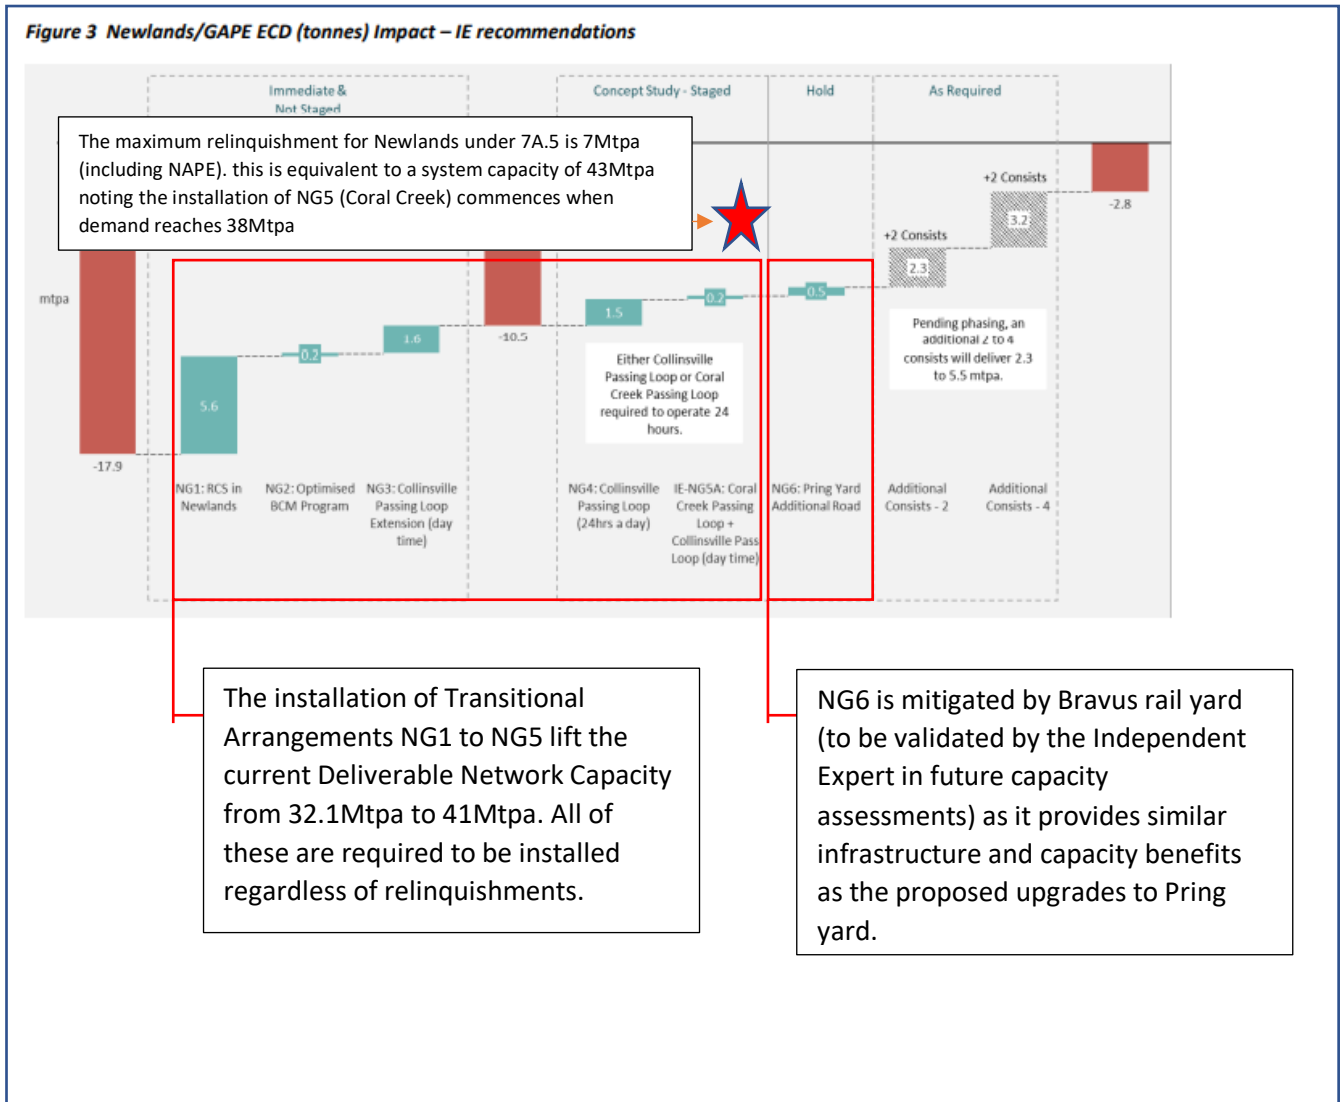 Figure 3 Newlands/GAPE ECD (tonnes) Impact – IE recommendations
Immediate &
Not Staged
Concept Study - Staged
Hold
As Required
The maximum relinquishment for Newlands under 7A.5 is 7Mtpa
(including NAPE). this is equivalent to a system capacity of 43Mtpa
noting the installation of NG5 (Coral Creek) commences when
demand reaches 38Mtpa
+2 Consists
3.2
-2.8
+2 Consists
2.3
mtpa
0.5
0.2
1.5
1.6
-10.5
0.2
5.6
-17.9
Either Collinsville
Passing Loop or Coral
Creek Passing Loop
required to operate 24
hours.
Pending phasing, an
additional 2 to 4
consists will deliver 2.3
to 5.5 mtpa.
NG1: RCS in
Newlands
NG2: Optimised
BCM Program
NG3: Collinsville
Passing Loop
Extension (day
time)
NG4: Collinsville
Passing Loop
(24hrs a day)
IE-NG5A: Coral
Creek Passing
Loop +
Collinsville Pass
Loop (day time)
NG6: Pring Yard
Additional Road
Additional
Consists - 2
Additional
Consists - 4
The installation of Transitional
Arrangements NG1 to NG5 lift the
current Deliverable Network Capacity
from 32.1Mtpa to 41Mtpa. All of
these are required to be installed
regardless of relinquishments.
NG6 is mitigated by Bravus rail yard
(to be validated by the Independent
Expert in future capacity
assessments) as it provides similar
infrastructure and capacity benefits
as the proposed upgrades to Pring
yard.